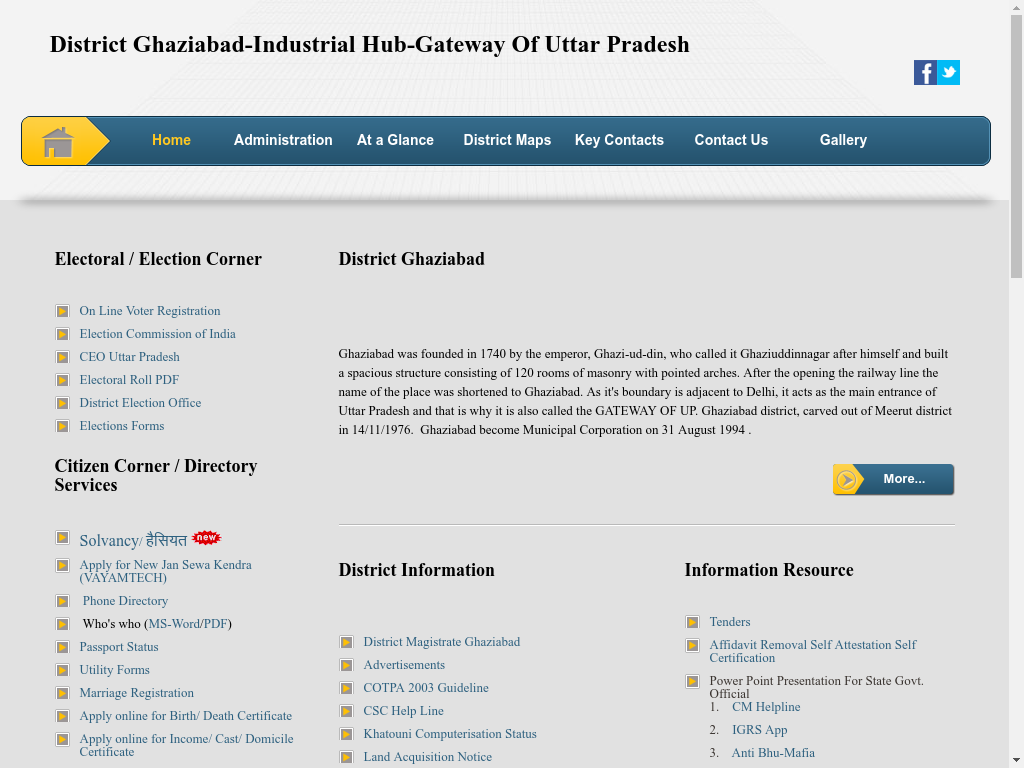 District Ghaziabad-Industrial Hub-Gateway Of Uttar Pradesh
Home
Administration
At a Glance
District Maps
Key Contacts
Contact Us
Gallery
Electoral / Election Corner
On Line Voter Registration
Election Commission of India
CEO Uttar Pradesh
Electoral Roll PDF
District Election Office
Elections Forms
Citizen Corner / Directory
Services
Solvancy/ हैसियत new
Apply for New Jan Sewa Kendra
(VAYAMTECH)
Phone Directory
Who's who (MS-Word/PDF)
Passport Status
Utility Forms
Marriage Registration
Apply online for Birth/ Death Certificate
Apply online for Income/ Cast/ Domicile
Certificate
District Ghaziabad
Ghaziabad was founded in 1740 by the emperor, Ghazi-ud-din, who called it Ghaziuddinnagar after himself and built
a spacious structure consisting of 120 rooms of masonry with pointed arches. After the opening the railway line the
name of the place was shortened to Ghaziabad. As it's boundary is adjacent to Delhi, it acts as the main entrance of
Uttar Pradesh and that is why it is also called the GATEWAY OF UP. Ghaziabad district, carved out of Meerut district
in 14/11/1976.  Ghaziabad become Municipal Corporation on 31 August 1994 .
More...
District Information
District Magistrate Ghaziabad
Advertisements
COTPA 2003 Guideline
CSC Help Line
Khatouni Computerisation Status
Land Acquisition Notice
Information Resource
Tenders
Affidavit Removal Self Attestation Self
Certification
Power Point Presentation For State Govt.
Official
1. CM Helpline
2. IGRS App
3. Anti Bhu-Mafia